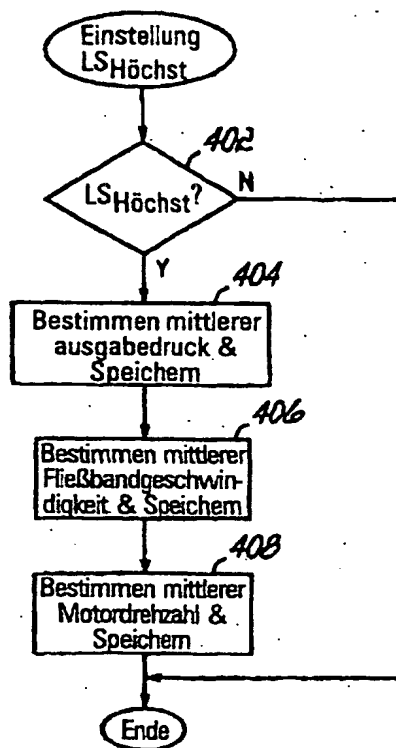 Einstellung
LSHöchst
402
LSHöchst?
N
Y
404
Bestimmen mittlerer
ausgabedruck &
Speichern
406
Bestimmen mittlerer
Fließbandgeschwin-
digkeit & Speichern
408
Bestimmen mittlerer
Motordrehzahl &
Speichern
Ende